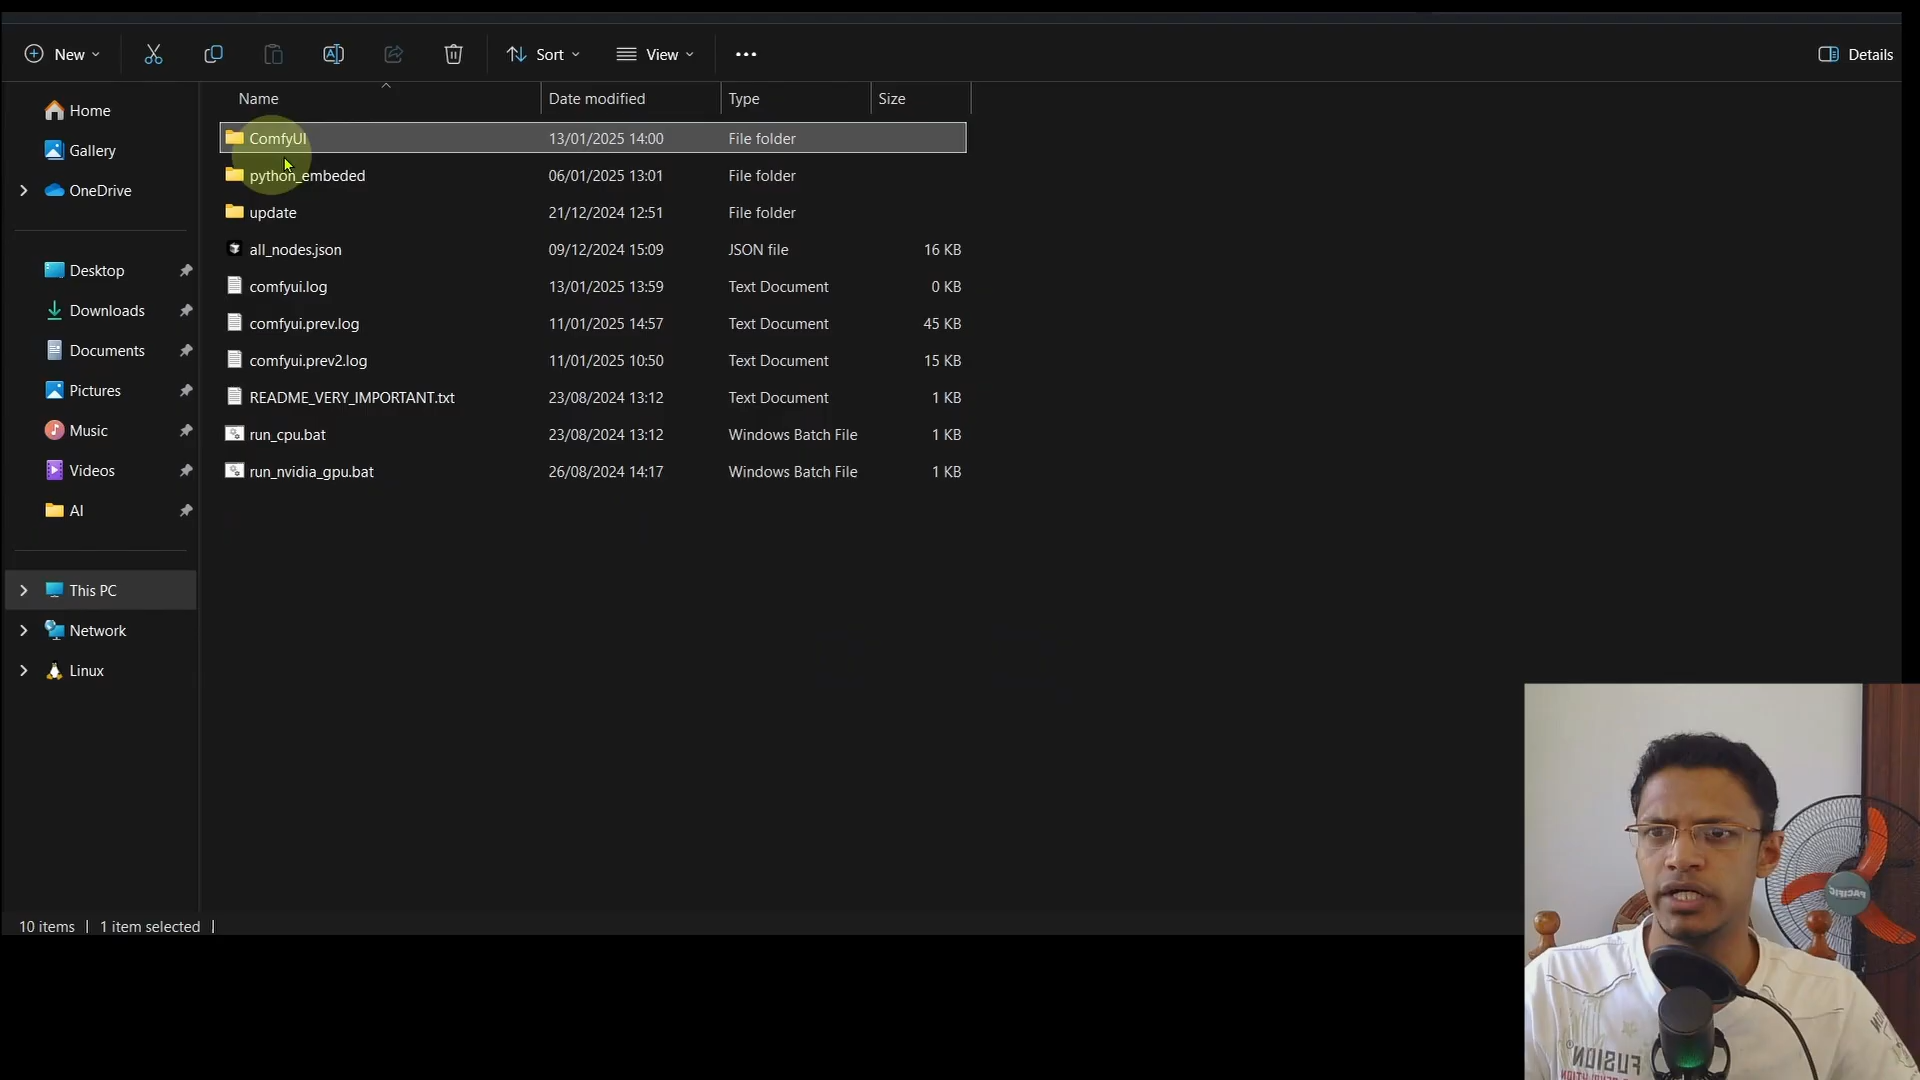 New Sort View Details
Name Date modified Type Size
Home
Gallery
OneDrive
Desktop
Downloads
Documents
Pictures
Music
Videos
AI
This PC
Network
Linux
ComfyUI 13/01/2025 14:00 File folder
python_embeded 06/01/2025 13:01 File folder
update 21/12/2024 12:51 File folder
all_nodes.json 09/12/2024 15:09 JSON file 16 KB
comfyui.log 13/01/2025 13:59 Text Document 0 KB
comfyui.prev.log 11/01/2025 14:57 Text Document 45 KB
comfyui.prev2.log 11/01/2025 10:50 Text Document 15 KB
README_VERY_IMPORTANT.txt 23/08/2024 13:12 Text Document 1 KB
run_cpu.bat 23/08/2024 13:12 Windows Batch File 1 KB
run_nvidia_gpu.bat 26/08/2024 14:17 Windows Batch File 1 KB
10 items 1 item selected
PACIFIC
FUSION